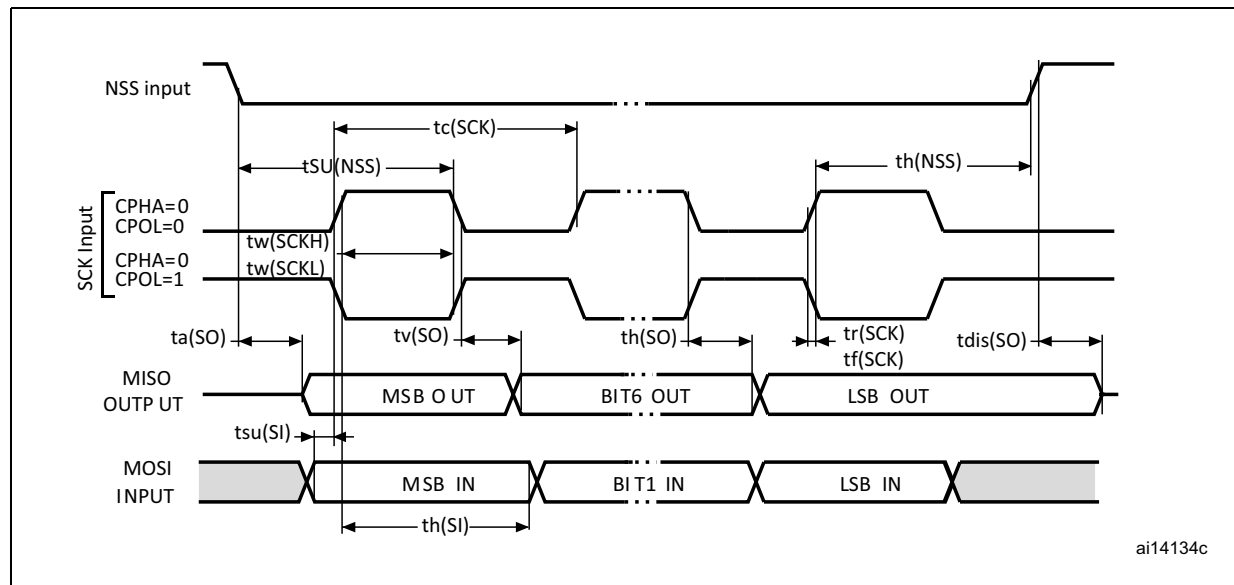 NSS input
tc(SCK)
tSU(NSS)
th(NSS)
SCK Input
CPHA=0
CPOL=0
tw(SCKH)
CPHA=0
tw(SCKL)
CPOL=1
ta(SO)
tv(SO)
th(SO)
tr(SCK)
tf(SCK)
tdis(SO)
MISO
OUTP UT
MSB O UT
BIT6 OUT
LSB OUT
tsu(SI)
MOSI
INPUT
MSB IN
BIT1 IN
LSB IN
th(SI)
ai14134c